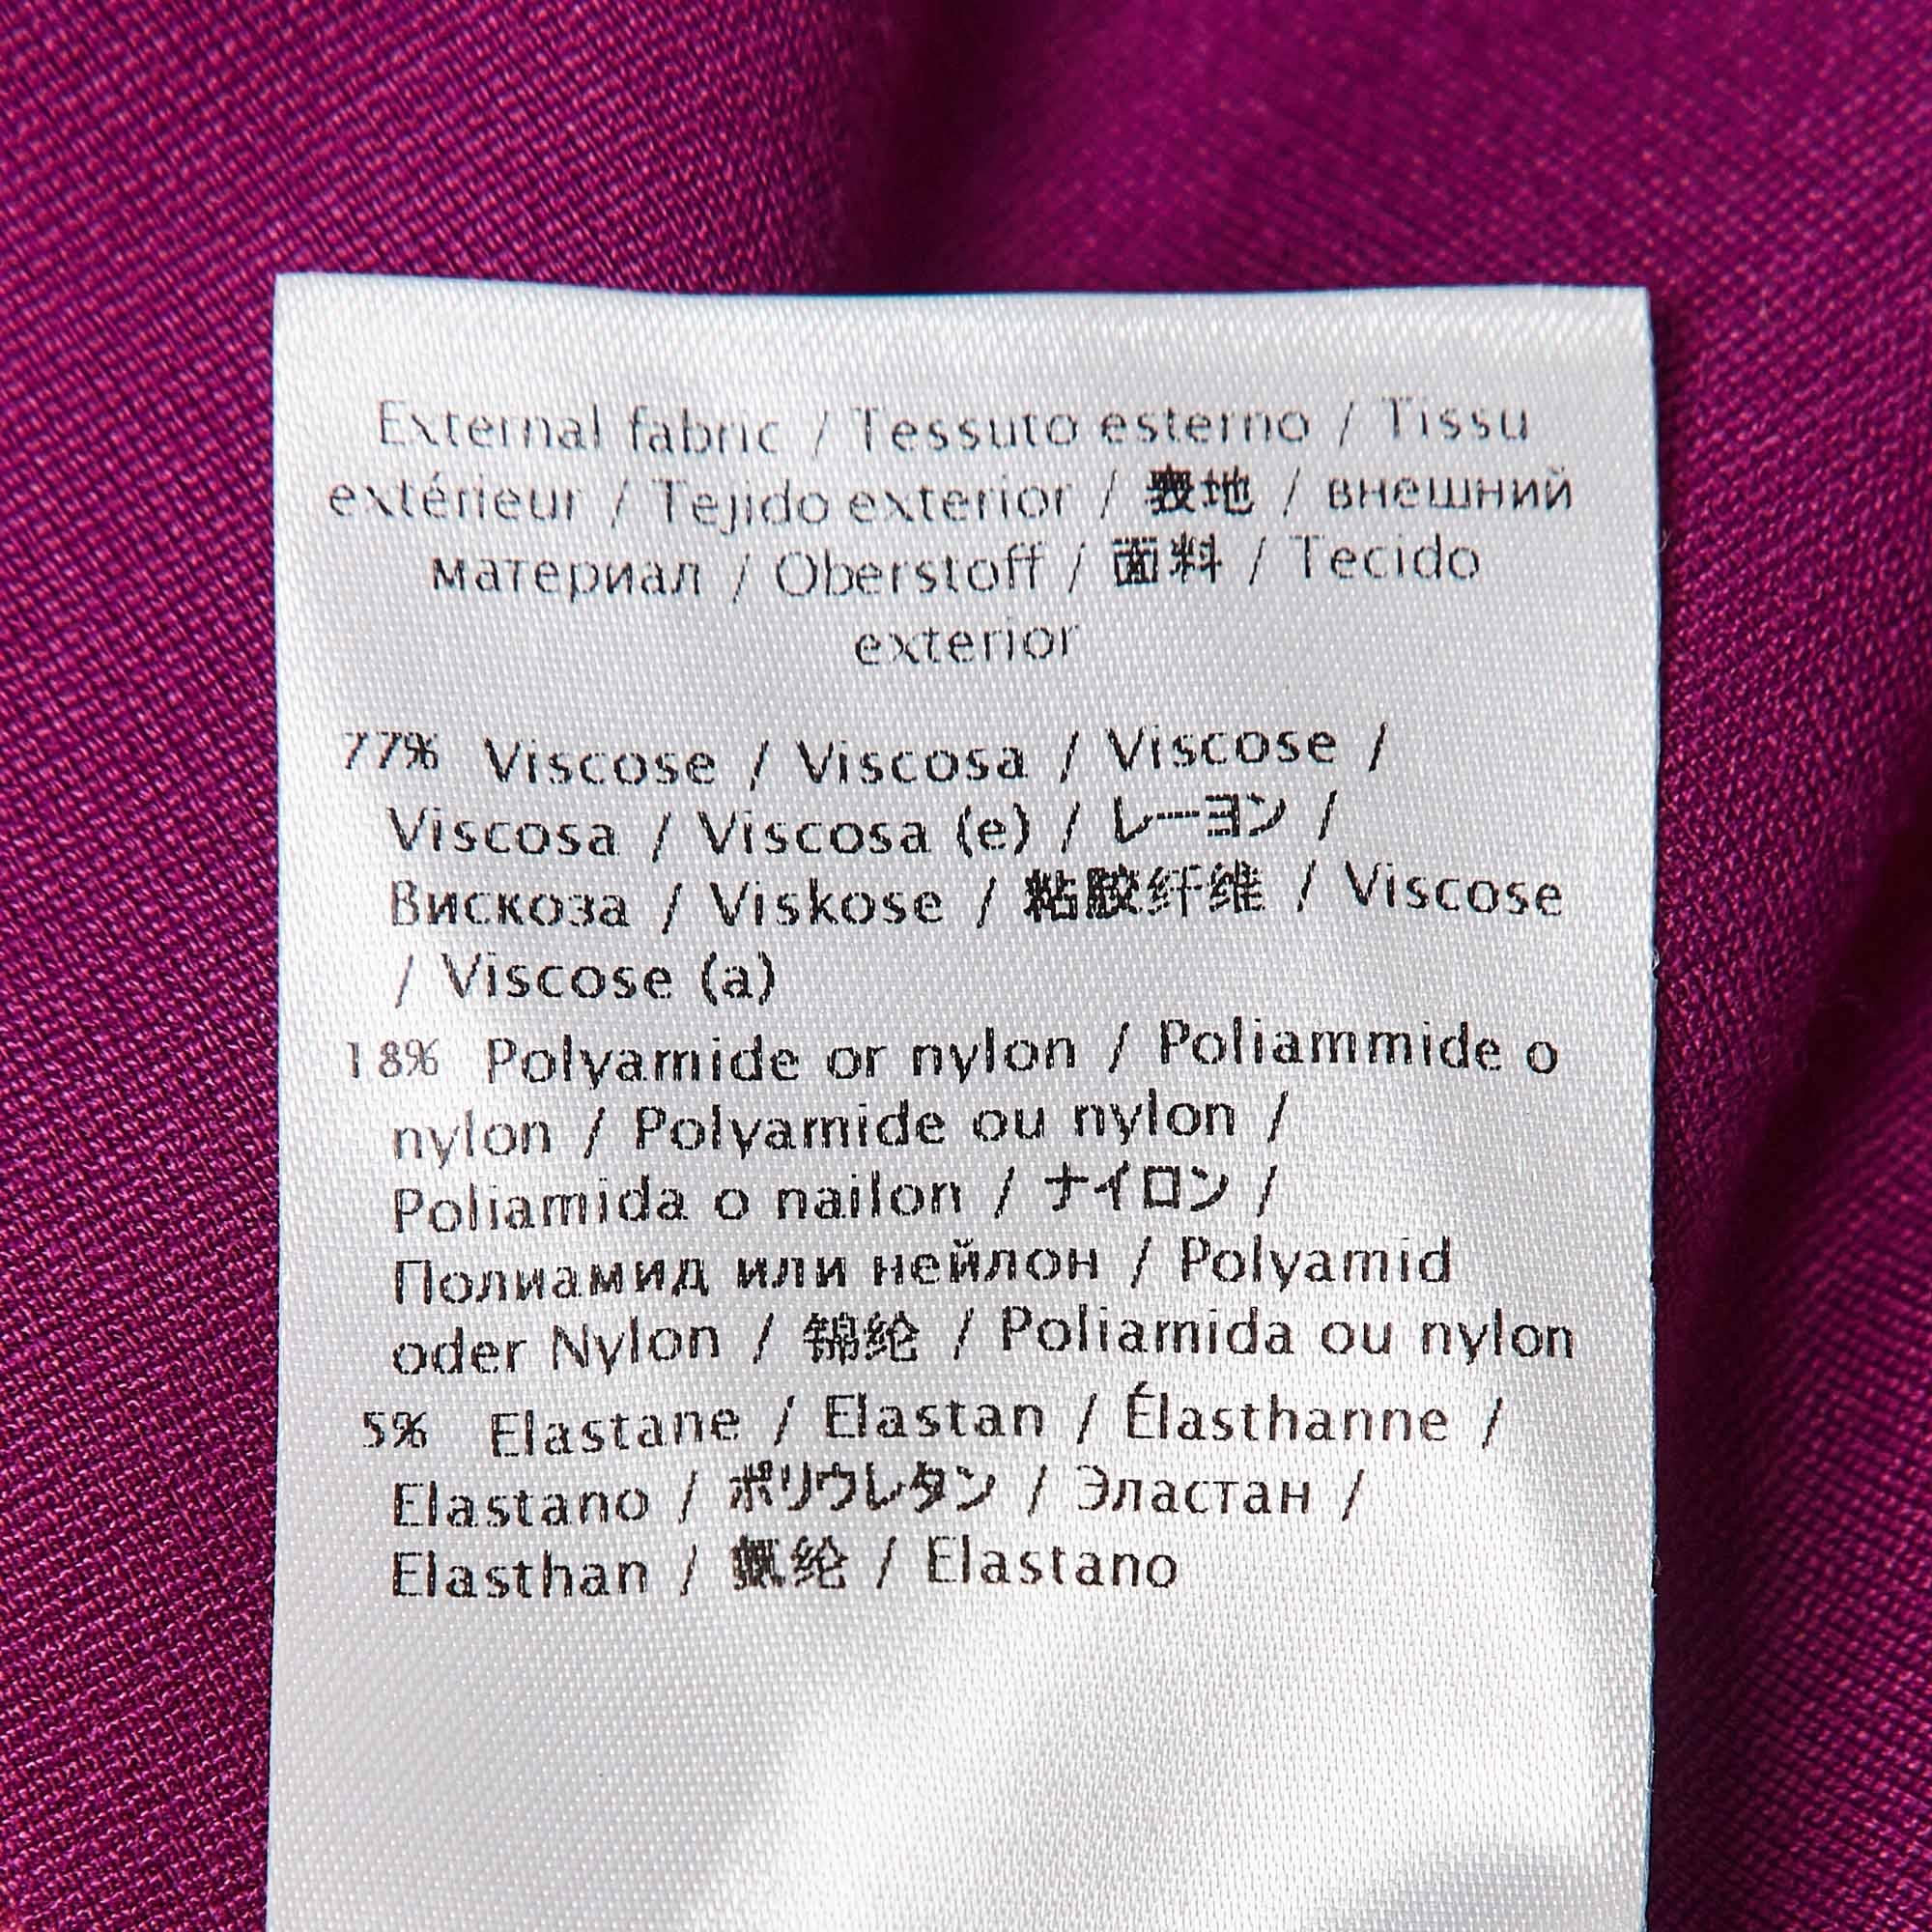 External fabric / Tessuto esterno / Tissu
extérieur / Tejido exterior / 表地 / внешний
материал / Oberstoff / 面料 / Tecido
exterior
77% Viscose / Viscosa / Viscose /
Viscosa / Viscosa (e) / レーヨン /
Вискоза / Viskose / 粘胶纤维 / Viscose
/ Viscose (a)
18% Polyamide or nylon / Poliammide o
nylon / Polyamide ou nylon /
Poliamida o nailon / ナイロン /
Полиамид или нейлон / Polyamid
oder Nylon / 锦纶 / Poliamida ou nylon
5% Elastane / Elastan / Élasthanne /
Elastano / ポリウレタン / Эластан /
Elasthan / 氨纶 / Elastano